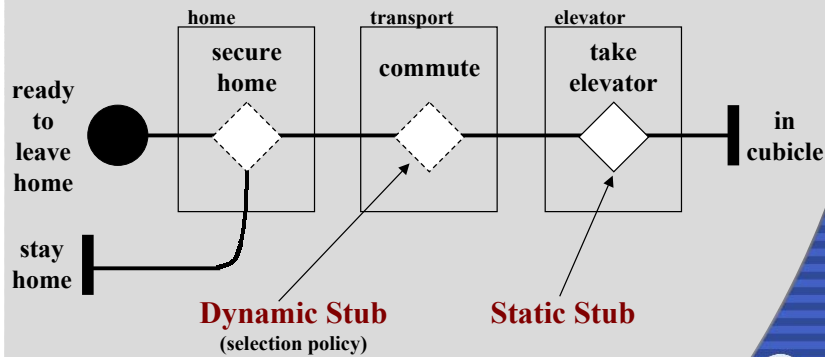 home
transport
elevator
secure
home
commute
take
elevator
ready
to
leave
home
in
cubicle
stay
home
Dynamic Stub
(selection policy)
Static Stub